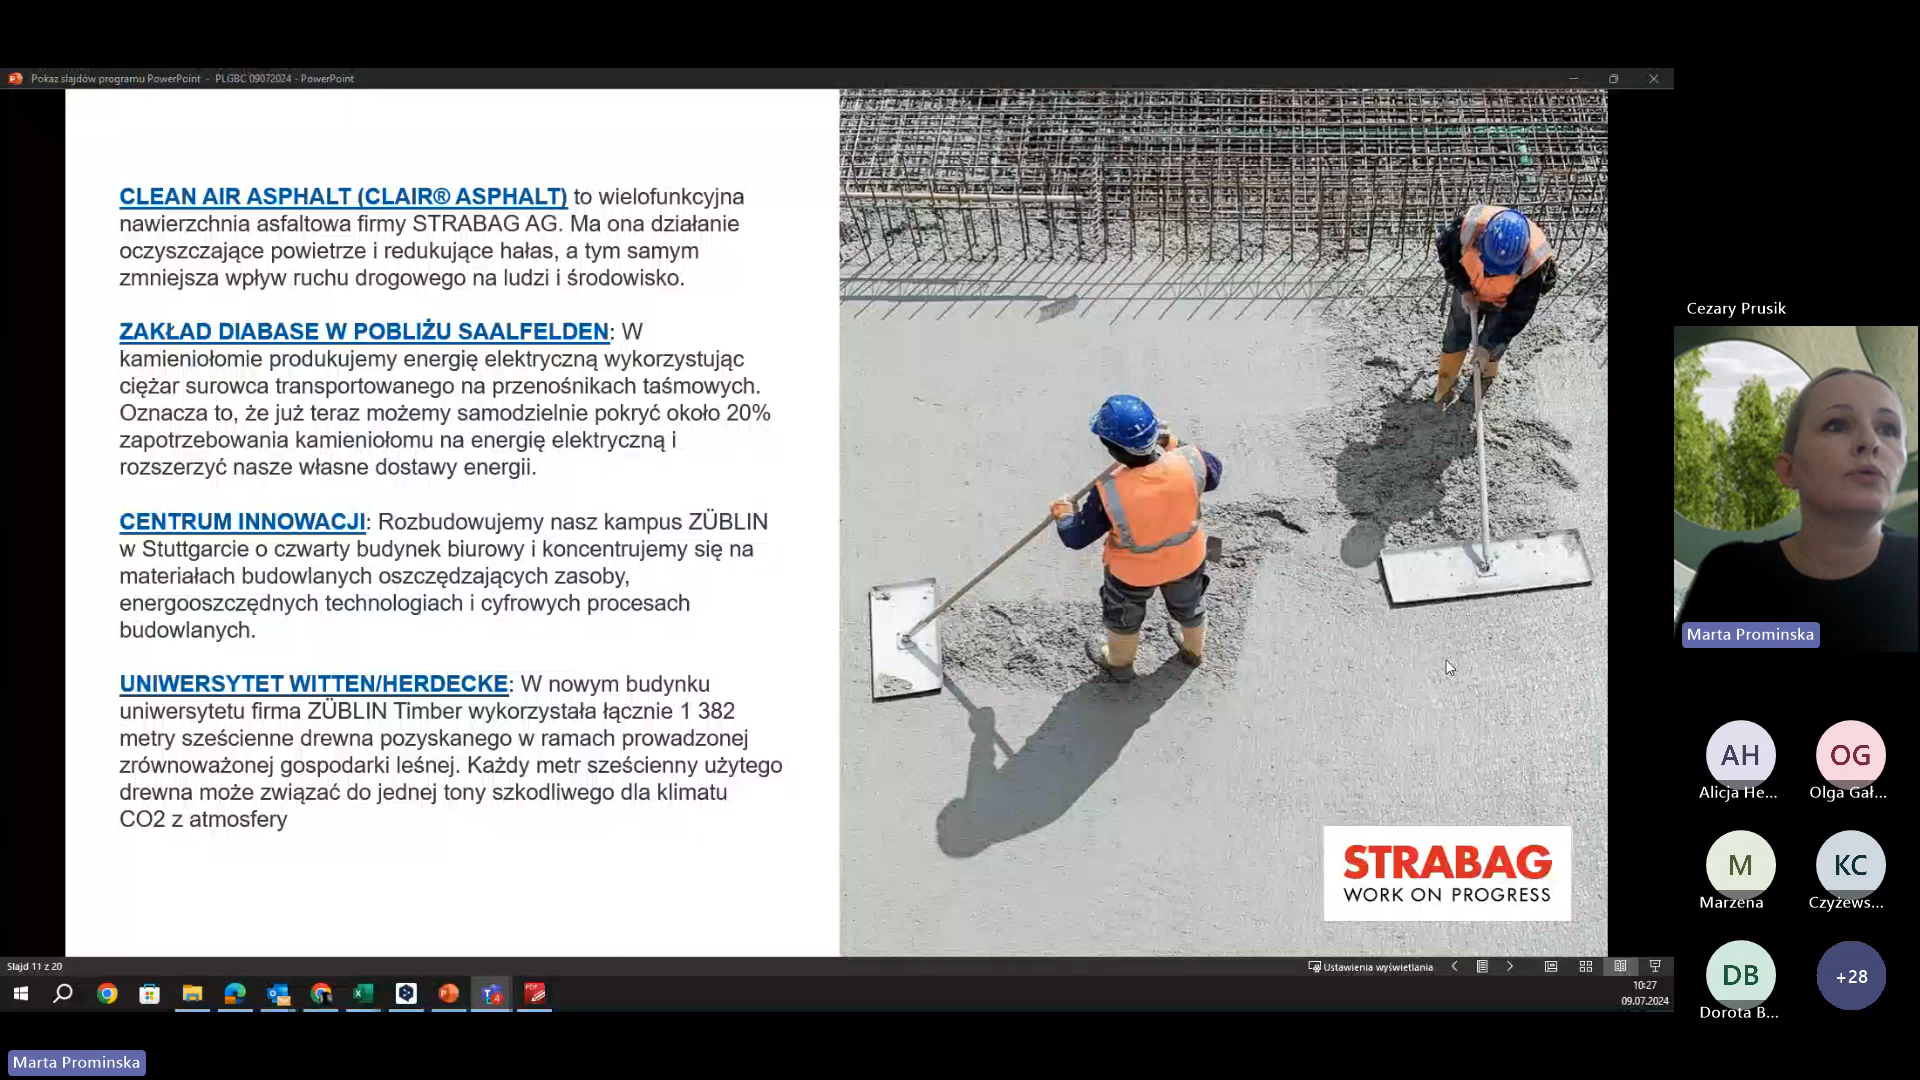 Pokaz slajdów programu PowerPoint - PLGBC 09072024 - PowerPoint
CLEAN AIR ASPHALT (CLAIR® ASPHALT) to wielofunkcyjna
nawierzchnia asfaltowa firmy STRABAG AG. Ma ona działanie
oczyszczające powietrze i redukujące hałas, a tym samym
zmniejsza wpływ ruchu drogowego na ludzi i środowisko.
ZAKŁAD DIABASE W POBLIŻU SAALFELDEN: W
kamieniołomie produkujemy energię elektryczną wykorzystując
ciężar surowca transportowanego na przenośnikach taśmowych.
Oznacza to, że już teraz możemy samodzielnie pokryć około 20%
zapotrzebowania kamieniołomu na energię elektryczną i
rozszerzyć nasze własne dostawy energii.
CENTRUM INNOWACJI: Rozbudowujemy nasz kampus ZÜBLIN
w Stuttgarcie o czwarty budynek biurowy i koncentrujemy się na
materiałach budowlanych oszczędzających zasoby,
energooszczędnych technologiach i cyfrowych procesach
budowlanych.
UNIWERSYTET WITTEN/HERDECKE: W nowym budynku
uniwersytetu firma ZÜBLIN Timber wykorzystała łącznie 1 382
metry sześcienne drewna pozyskanego w ramach prowadzonej
zrównoważonej gospodarki leśnej. Każdy metr sześcienny użytego
drewna może związać do jednej tony szkodliwego dla klimatu
CO2 z atmosfery
STRABAG
WORK ON PROGRESS
Slajd 11 z 20
Ustawienia wyświetlania
10:27
09.07.2024
Marta Prominska
Cezary Prusik
Marta Prominska
AH
Alicja He...
OG
Olga Gał...
M
Marzena
KC
Czyżews...
DB
Dorota B...
+28